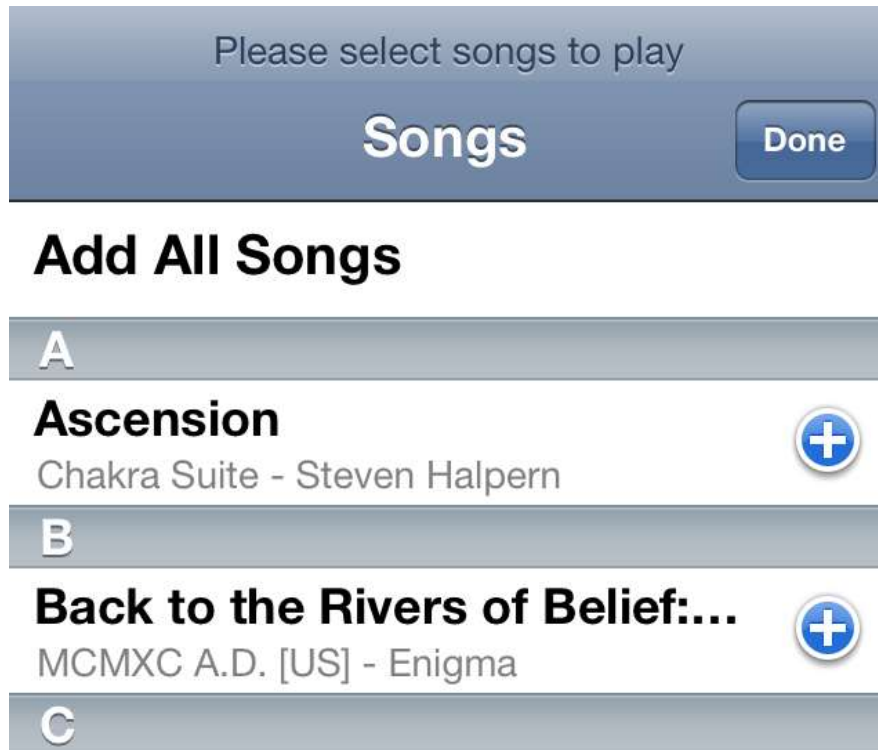 Please select songs to play
Songs
Done
Add All Songs
A
Ascension
Chakra Suite - Steven Halpern
B
Back to the Rivers of Belief:...
MCMXC A.D. [US] - Enigma
C